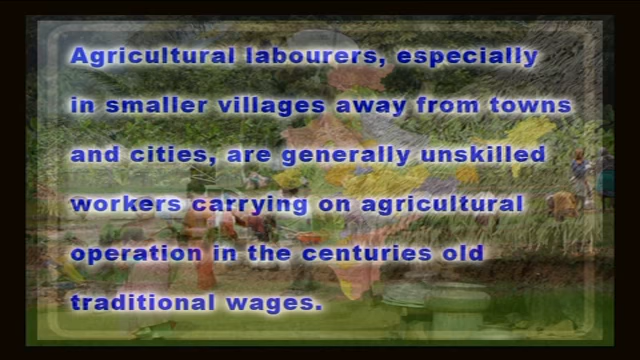 Agricultural labourers, especially
in smaller villages away from towns
and cities, are generally unskilled
workers carrying on agricultural
operation in the centuries old
traditional wages.